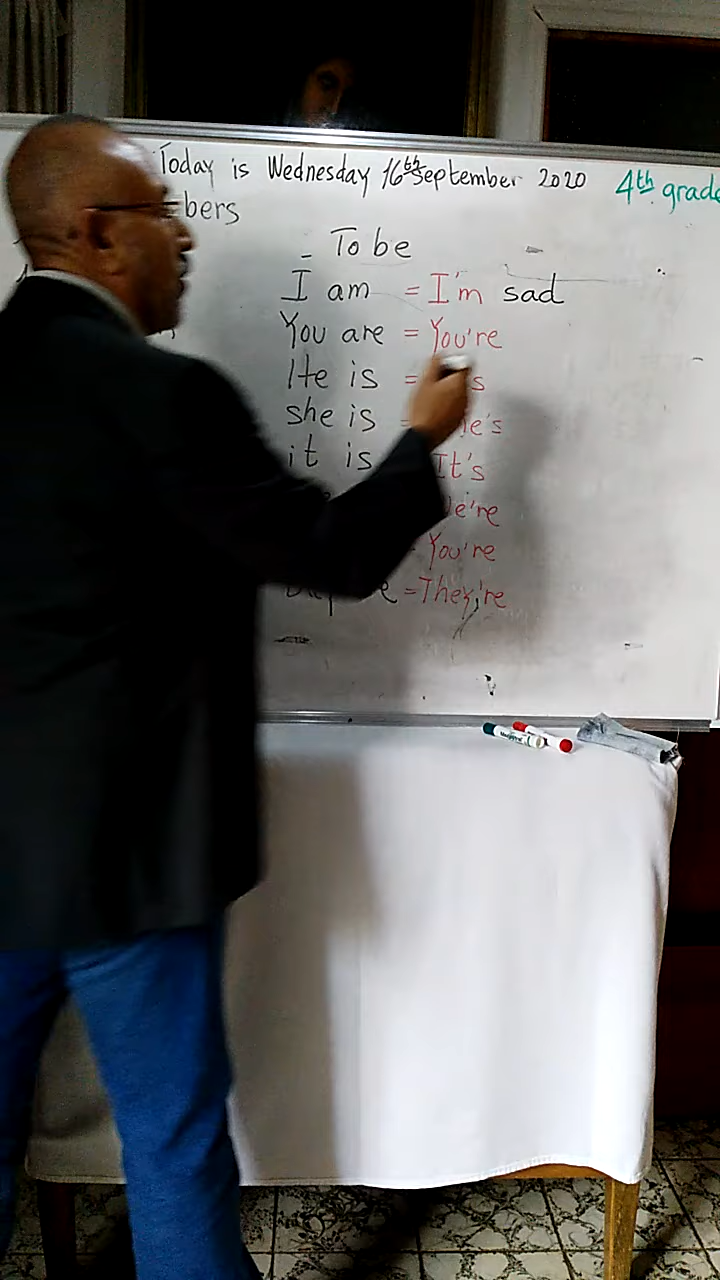 Today is Wednesday 16th September 2020 4th grade
bers
- To be
I am = I'm sad
You are = You're
He is = s
she is = he's
it is It's
e're
You're
e = They're